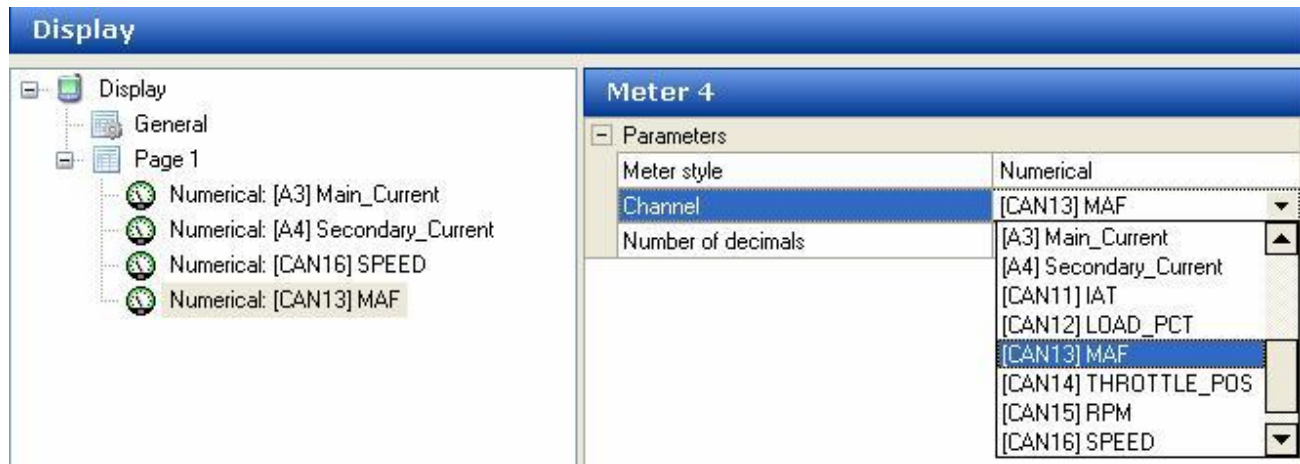 Display
Display
General
Page 1
Numerical: [A3] Main_Current
Numerical: [A4] Secondary_Current
Numerical: [CAN16] SPEED
Numerical: [CAN13] MAF
Meter 4
Parameters
Meter style Numerical
Channel [CAN13] MAF
Number of decimals
[A3] Main_Current
[A4] Secondary_Current
[CAN11] IAT
[CAN12] LOAD_PCT
[CAN13] MAF
[CAN14] THROTTLE_POS
[CAN15] RPM
[CAN16] SPEED